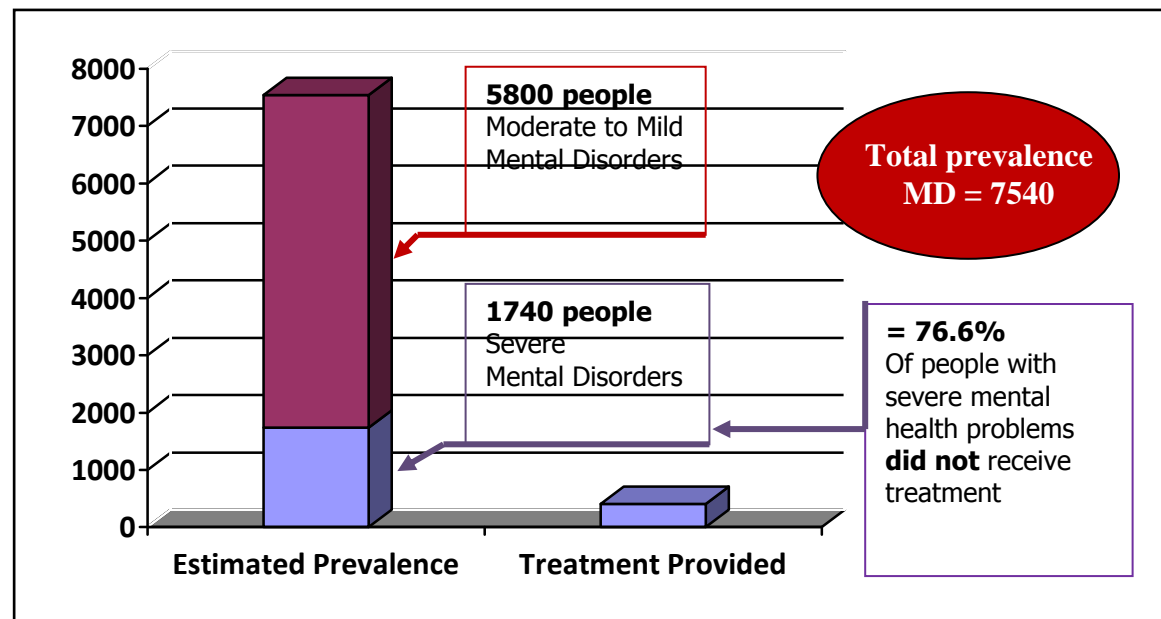 8000
7000
6000
5000
4000
3000
2000
1000
0
Estimated Prevalence
Treatment Provided
5800 people
Moderate to Mild
Mental Disorders
1740 people
Severe
Mental Disorders
Total prevalence
MD = 7540
= 76.6%
Of people with
severe mental
health problems
did not receive
treatment